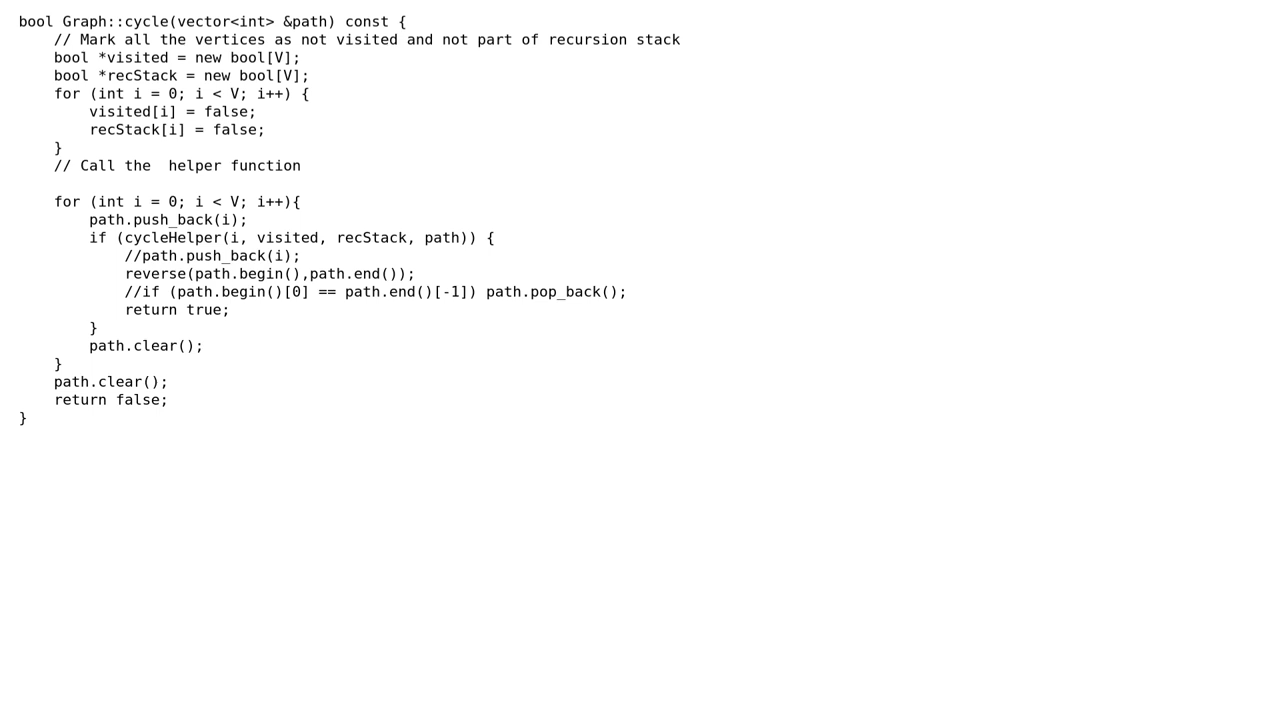 bool Graph::cycle(vector<int> &path) const {
    // Mark all the vertices as not visited and not part of recursion stack
    bool *visited = new bool[V];
    bool *recStack = new bool[V];
    for (int i = 0; i < V; i++) {
        visited[i] = false;
        recStack[i] = false;
    }
    // Call the  helper function

    for (int i = 0; i < V; i++){
        path.push_back(i);
        if (cycleHelper(i, visited, recStack, path)) {
            //path.push_back(i);
            reverse(path.begin(),path.end());
            //if (path.begin()[0] == path.end()[-1]) path.pop_back();
            return true;
        }
        path.clear();
    }
    path.clear();
    return false;
}